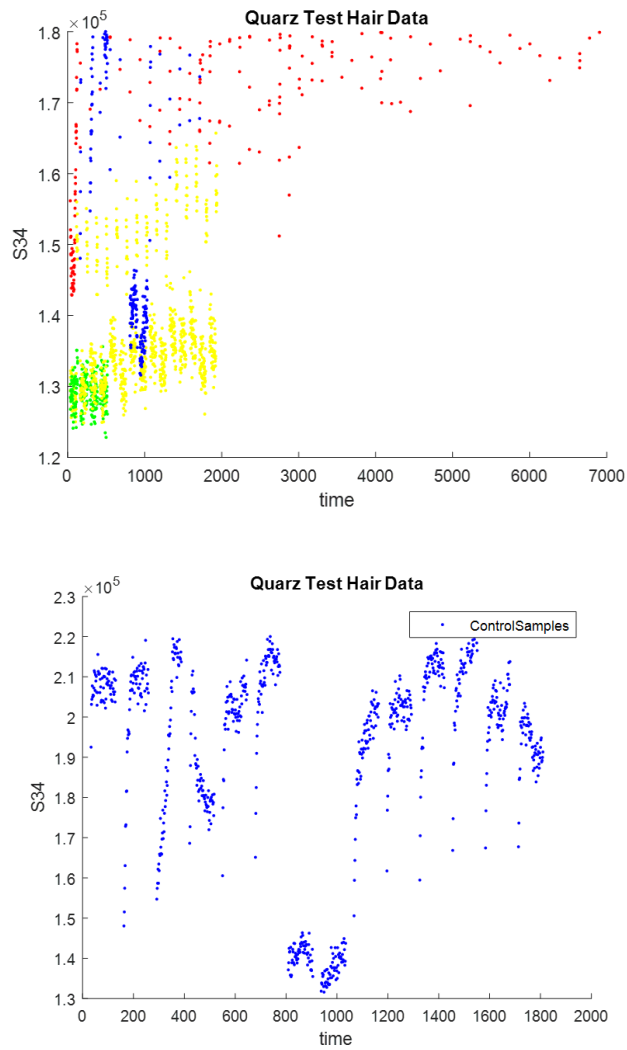 Quarz Test Hair Data
×10^5
1.8
1.7
1.6
1.5
1.4
1.3
1.2
S34
0 1000 2000 3000 4000 5000 6000 7000
time
Quarz Test Hair Data
×10^5
2.3
2.2
2.1
2
1.9
1.8
1.7
1.6
1.5
1.4
1.3
ControlSamples
S34
0 200 400 600 800 1000 1200 1400 1600 1800 2000
time